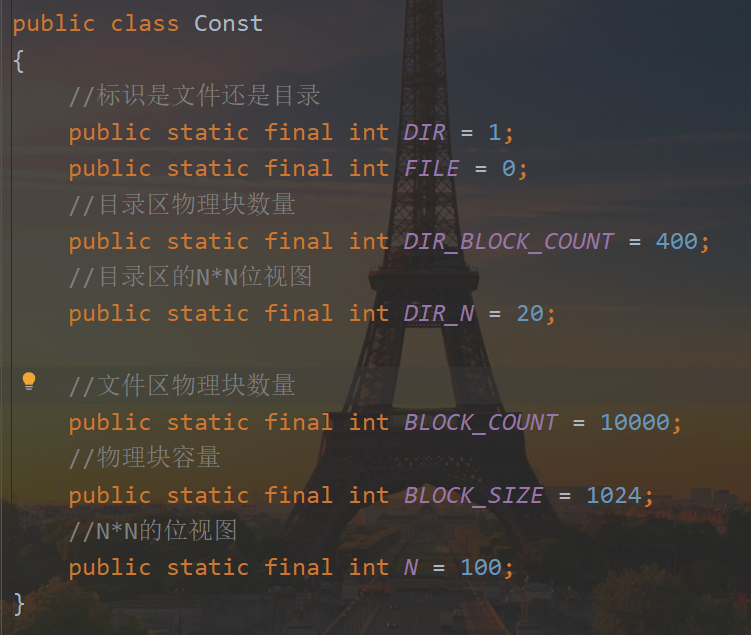 public class Const
{
//标识是文件还是目录
public static final int DIR = 1;
public static final int FILE = 0;
//目录区物理块数量
public static final int DIR_BLOCK_COUNT = 400;
//目录区的N*N位视图
public static final int DIR_N = 20;
//文件区物理块数量
public static final int BLOCK_COUNT = 10000;
//物理块容量
public static final int BLOCK_SIZE = 1024;
//N*N的位视图
public static final int N = 100;
}